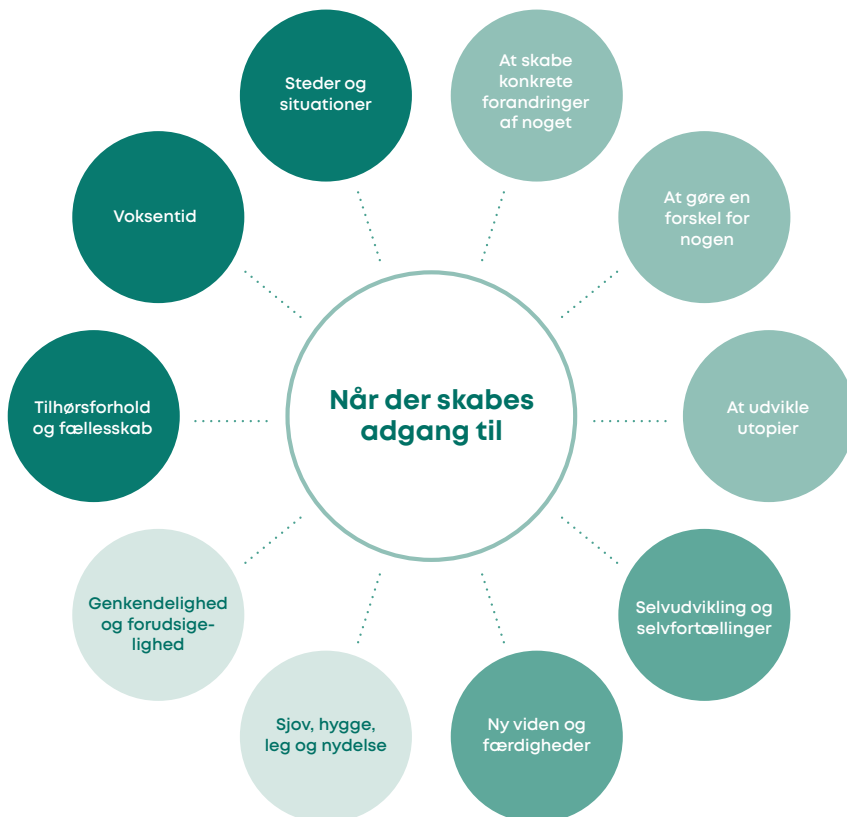 Steder og
situationer
At skabe
konkrete
forandringer
af noget
At gøre en
forskel for
nogen
Voksentid
Når der skabes
adgang til
Tilhørsforhold
og fællesskab
At udvikle
utopier
Genkendelighed
og forudsige-
lighed
Selvudvikling og
selvfortællinger
Sjov, hygge,
leg og nydelse
Ny viden og
færdigheder